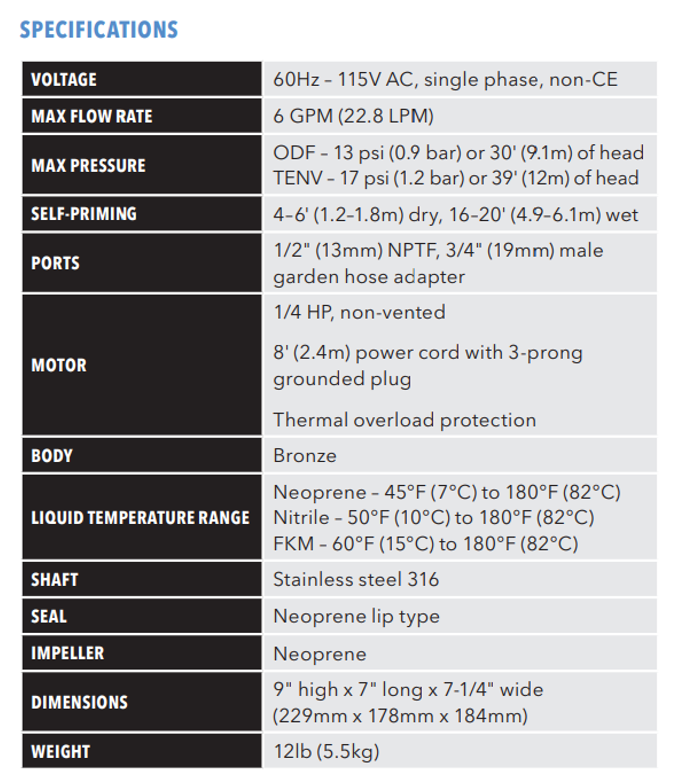 SPECIFICATIONS
VOLTAGE
60Hz – 115V AC, single phase, non-CE
MAX FLOW RATE
6 GPM (22.8 LPM)
MAX PRESSURE
ODF – 13 psi (0.9 bar) or 30' (9.1m) of head
TENV – 17 psi (1.2 bar) or 39' (12m) of head
SELF-PRIMING
4–6' (1.2–1.8m) dry, 16–20' (4.9–6.1m) wet
PORTS
1/2" (13mm) NPTF, 3/4" (19mm) male
garden hose adapter
MOTOR
1/4 HP, non-vented
8' (2.4m) power cord with 3-prong
grounded plug
Thermal overload protection
BODY
Bronze
LIQUID TEMPERATURE RANGE
Neoprene – 45°F (7°C) to 180°F (82°C)
Nitrile – 50°F (10°C) to 180°F (82°C)
FKM – 60°F (15°C) to 180°F (82°C)
SHAFT
Stainless steel 316
SEAL
Neoprene lip type
IMPELLER
Neoprene
DIMENSIONS
9" high x 7" long x 7-1/4" wide
(229mm x 178mm x 184mm)
WEIGHT
12lb (5.5kg)